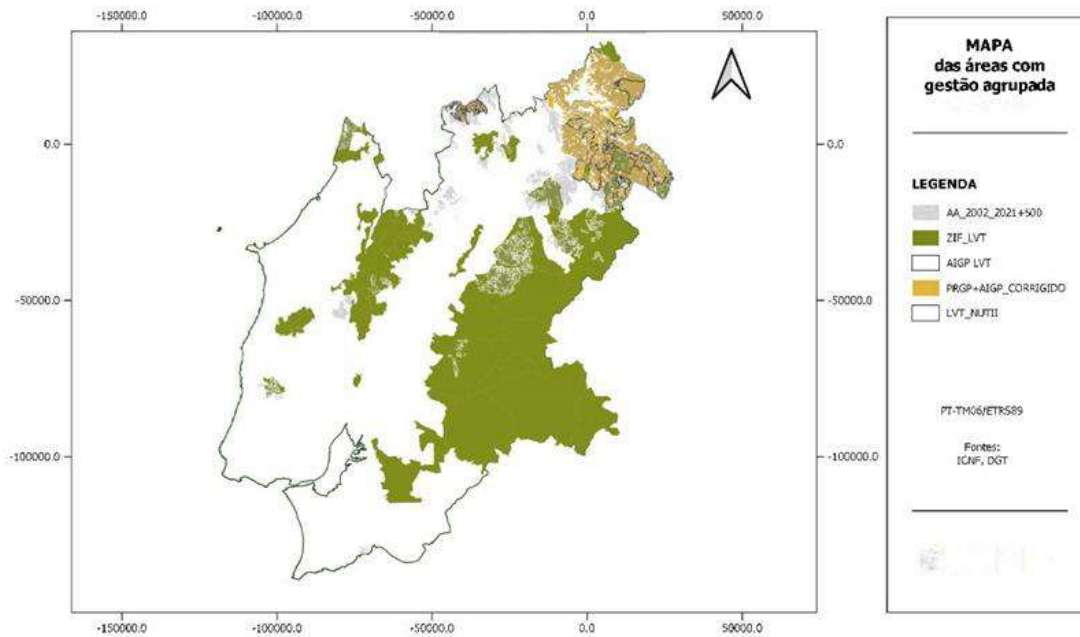 -150000.0 -100000.0 -50000.0 0.0 50000.0
0.0 0.0
-50000.0 -50000.0
-100000.0 -100000.0
-150000.0 -100000.0 -50000.0 0.0 50000.0
MAPA
das áreas com
gestão agrupada
LEGENDA
AA_2002_2021+500
ZIF_LVT
AIGP LVT
PRGP+AIGP_CORRIGIDO
LVT_NUTII
PT-TM06/ETRS89
Fontes:
ICNF, DGT